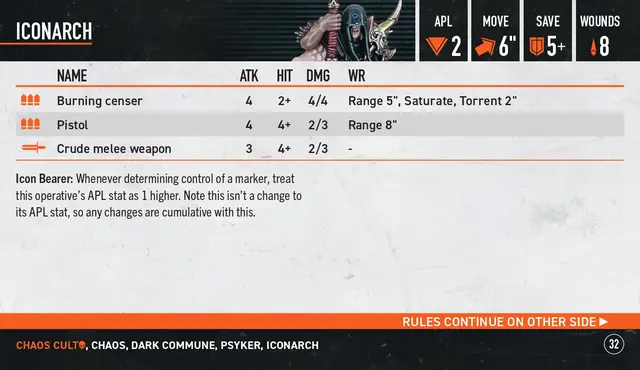 ICONARCH
APL MOVE SAVE WOUNDS
2 6" 5+ 8
NAME ATK HIT DMG WR
Burning censer 4 2+ 4/4 Range 5", Saturate, Torrent 2"
Pistol 4 4+ 2/3 Range 8"
Crude melee weapon 3 4+ 2/3 -
Icon Bearer: Whenever determining control of a marker, treat
this operative's APL stat as 1 higher. Note this isn't a change to
its APL stat, so any changes are cumulative with this.
RULES CONTINUE ON OTHER SIDE ▶
CHAOS CULT, CHAOS, DARK COMMUNE, PSYKER, ICONARCH
32